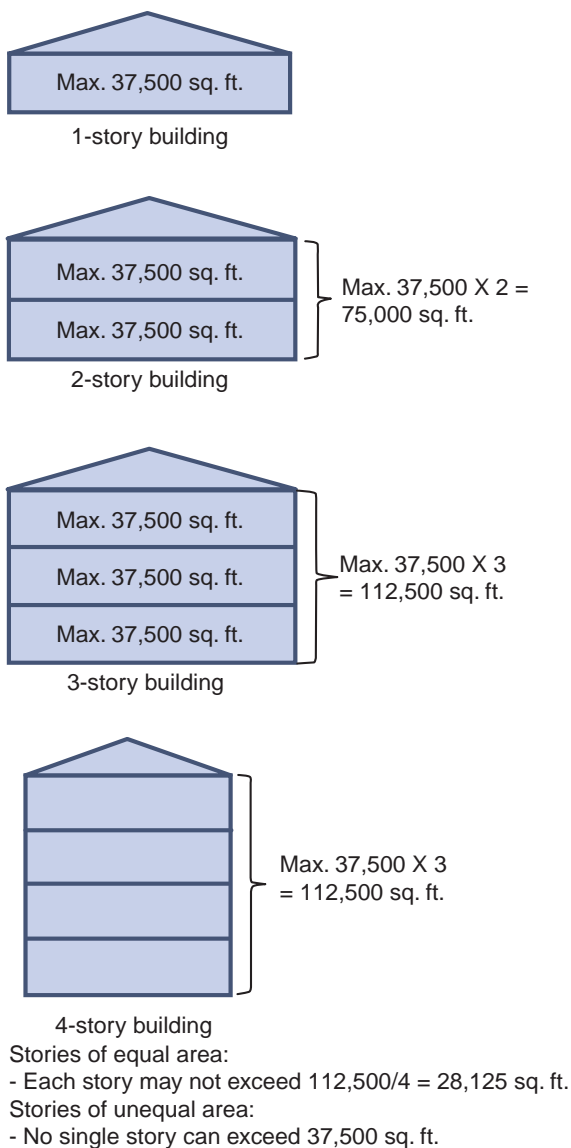 Max. 37,500 sq. ft.
1-story building
Max. 37,500 sq. ft.
Max. 37,500 sq. ft.
Max. 37,500 X 2 =
75,000 sq. ft.
2-story building
Max. 37,500 sq. ft.
Max. 37,500 sq. ft.
Max. 37,500 sq. ft.
Max. 37,500 X 3
= 112,500 sq. ft.
3-story building
Max. 37,500 X 3
= 112,500 sq. ft.
4-story building
Stories of equal area:
- Each story may not exceed 112,500/4 = 28,125 sq. ft.
Stories of unequal area:
- No single story can exceed 37,500 sq. ft.